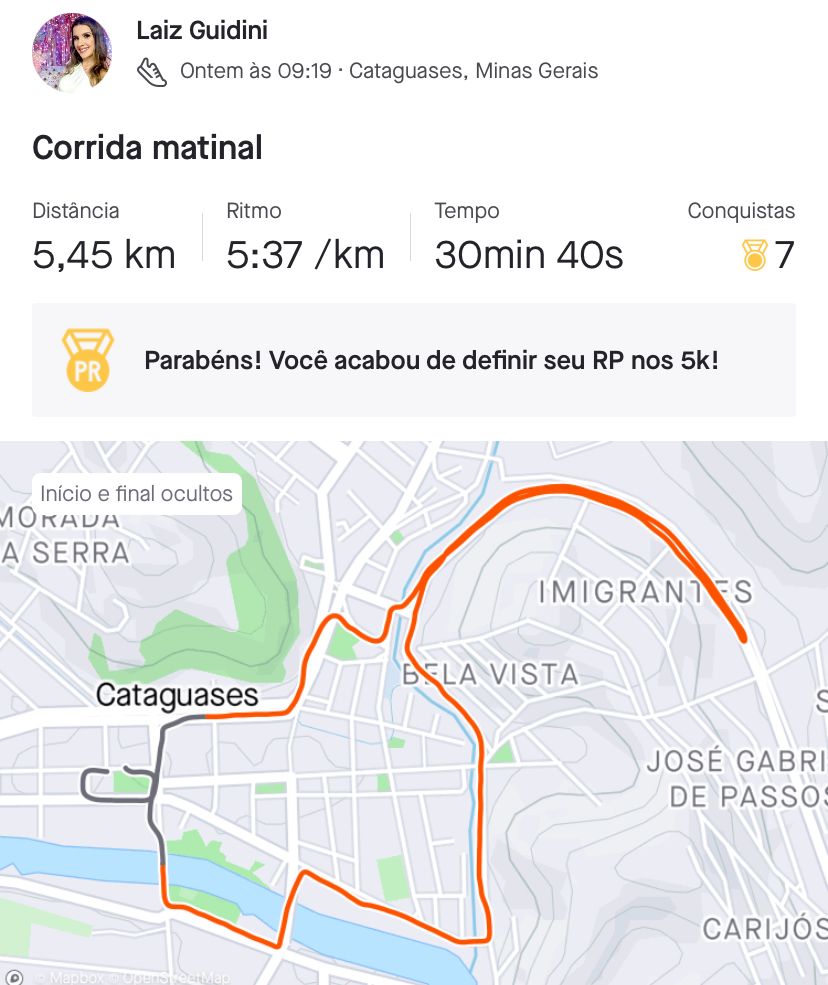 Laiz Guidini
Ontem às 09:19 · Cataguases, Minas Gerais
Corrida matinal
Distância
5,45 km
Ritmo
5:37 /km
Tempo
30min 40s
Conquistas
7
PR
Parabéns! Você acabou de definir seu RP nos 5k!
Início e final ocultos
MORADA
A SERRA
IMIGRANTES
BELA VISTA
Cataguases
S
JOSÉ GABRI
DE PASSOS
CARIJÓS
© Mapbox © OpenStreetMap